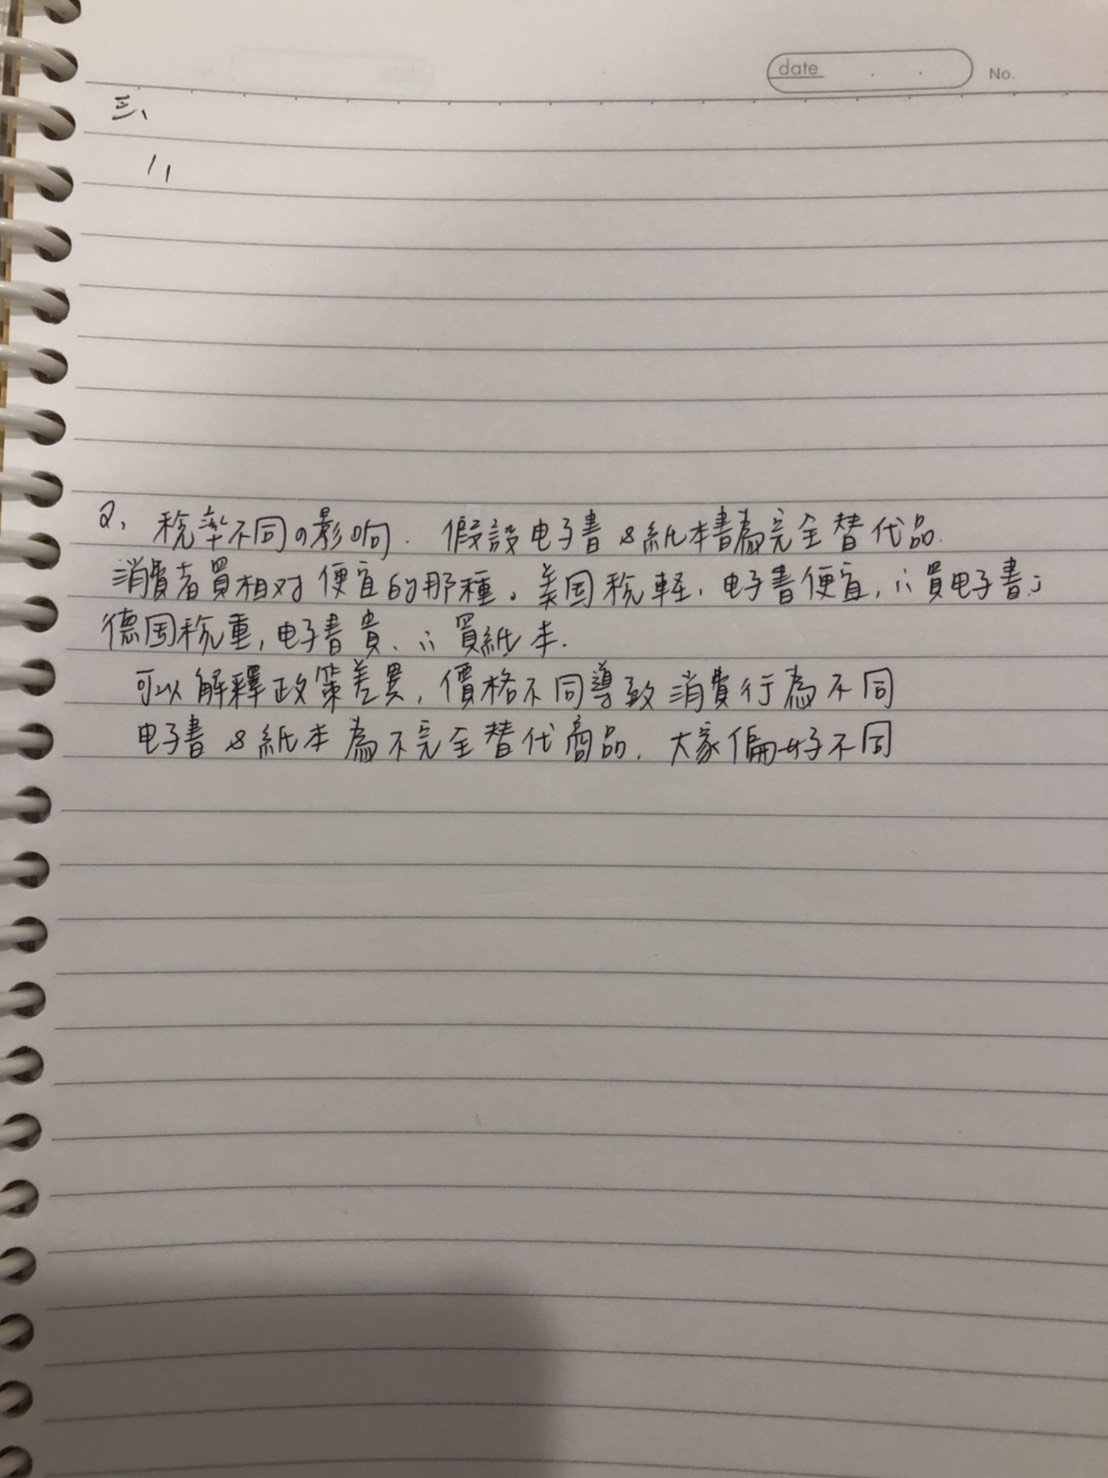 date
No.
三、
1,
2、稅率不同の影响. 假設电子書&紙本書為完全替代品.
消費者買相对便宜的那種。美国稅輕,电子書便宜,∴買电子書;
德国稅重,电子書貴,∴買紙本.
可以解釋政策差異,價格不同導致消費行為不同
电子書&紙本為不完全替代商品,大家偏好不同